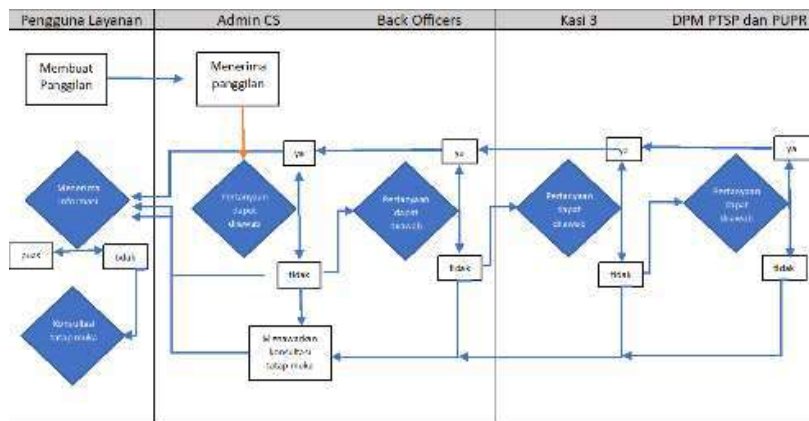 Pengguna Layanan
Admin CS
Back Officers
Kasi 3
DPM PTSP dan PUPR
Membuat
Panggilan
Menerima
panggilan
ya
ya
ya
ya
Menerima
informasi
Pertanyaan
dapat
dijawab
Pertanyaan
dapat
dijawab
Pertanyaan
dapat
dijawab
Pertanyaan
dapat
dijawab
puas
tidak
tidak
tidak
tidak
tidak
Konsultasi
tatap muka
Menawarkan
konsultasi
tatap muka